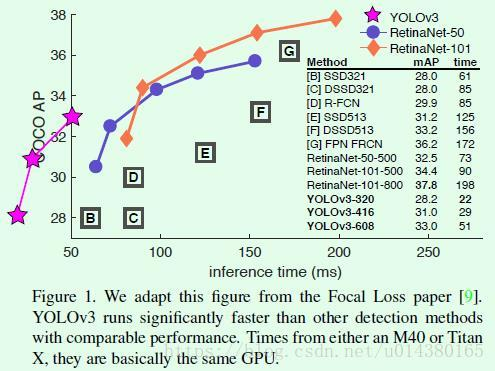 38
36
34
32
30
28
COCO AP
YOLOv3
RetinaNet-50
RetinaNet-101
G
F
E
D
B
C
Method mAP time
[B] SSD321 28.0 61
[C] DSSD321 28.0 85
[D] R-FCN 29.9 85
[E] SSD513 31.2 125
[F] DSSD513 33.2 156
[G] FPN FRCN 36.2 172
RetinaNet-50-500 32.5 73
RetinaNet-101-500 34.4 90
RetinaNet-101-800 37.8 198
YOLOv3-320 28.2 22
YOLOv3-416 31.0 29
YOLOv3-608 33.0 51
50 100 150 200 250
inference time (ms)
Figure 1. We adapt this figure from the Focal Loss paper [9].
YOLOv3 runs significantly faster than other detection methods
with comparable performance. Times from either an M40 or Titan
X, they are basically the same GPU.
https://blog.csdn.net/u014380165